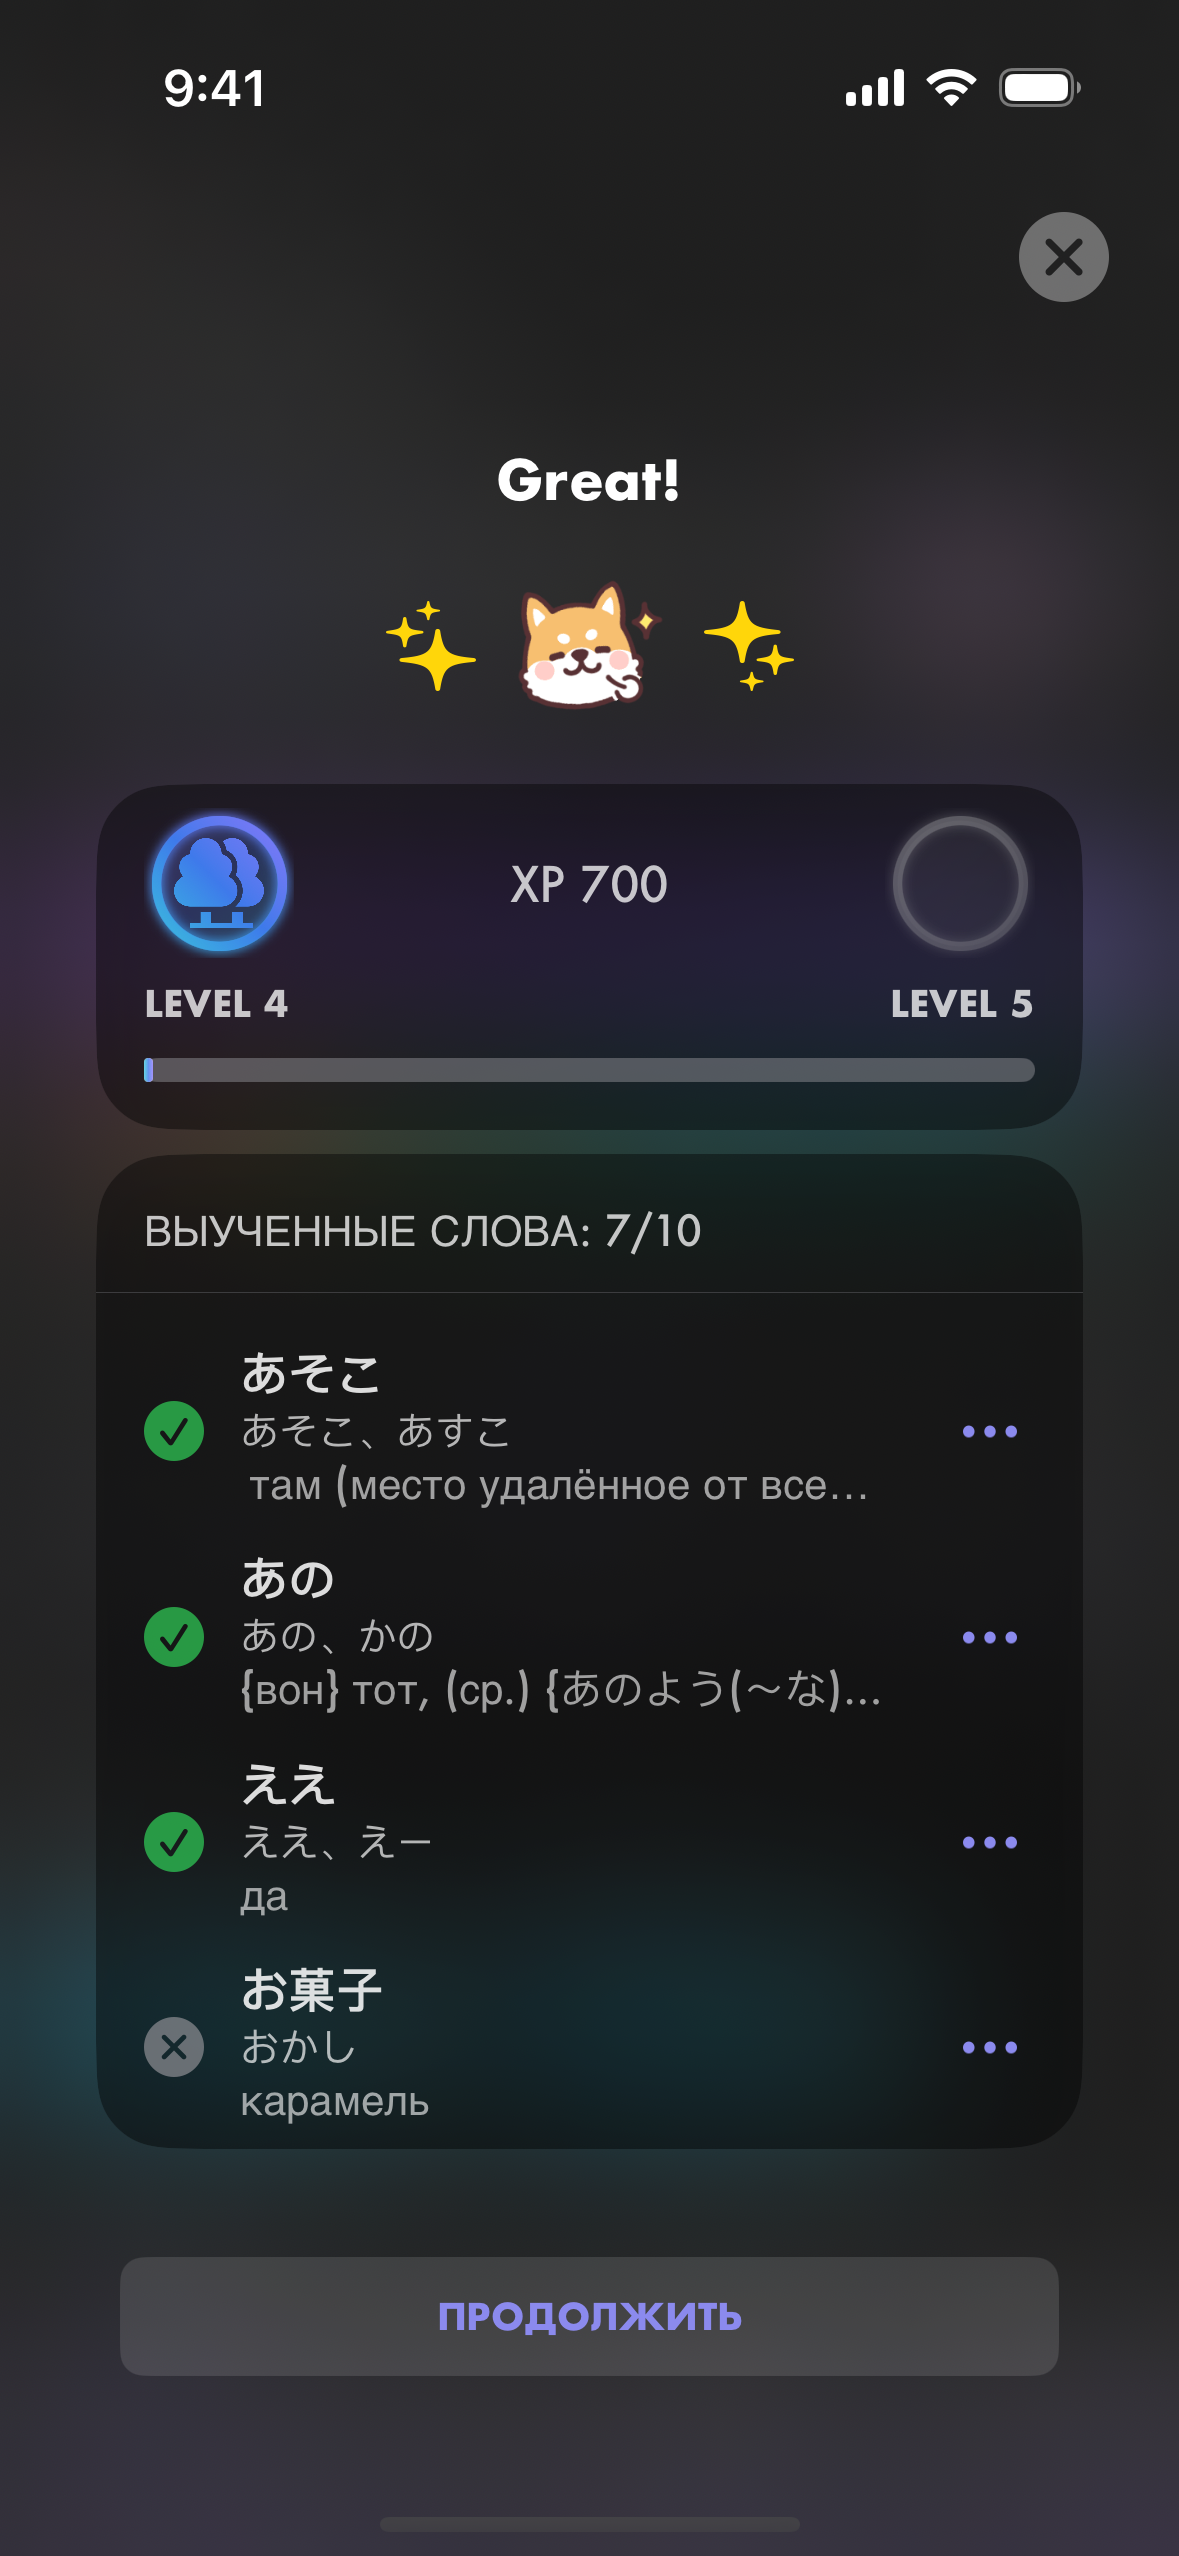 9:41
Great!
XP 700
LEVEL 4
LEVEL 5
ВЫУЧЕННЫЕ СЛОВА: 7/10
あそこ
あそこ、あすこ
там (место удалённое от все…
あの
あの、かの
{вон} тот, (ср.) {あのよう(〜な)…
ええ
ええ、えー
да
お菓子
おかし
карамель
ПРОДОЛЖИТЬ